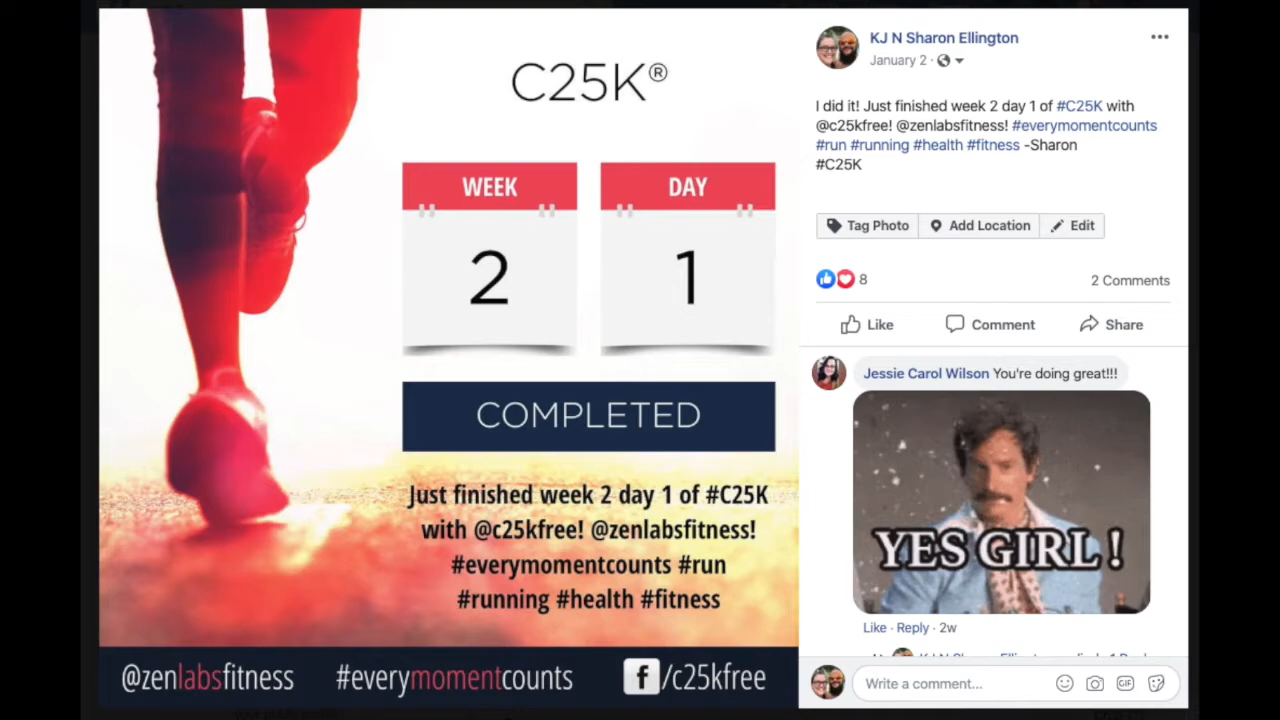 C25K®
WEEK
DAY
2
1
COMPLETED
Just finished week 2 day 1 of #C25K
with @c25kfree! @zenlabsfitness!
#everymomentcounts #run
#running #health #fitness
@zenlabsfitness
#everymomentcounts
f/c25kfree
KJ N Sharon Ellington
January 2
I did it! Just finished week 2 day 1 of #C25K with
@c25kfree! @zenlabsfitness! #everymomentcounts
#run #running #health #fitness -Sharon
#C25K
Tag Photo
Add Location
Edit
8
2 Comments
Like
Comment
Share
Jessie Carol Wilson You're doing great!!!
YES GIRL!
Like · Reply · 2w
Write a comment...
GIF